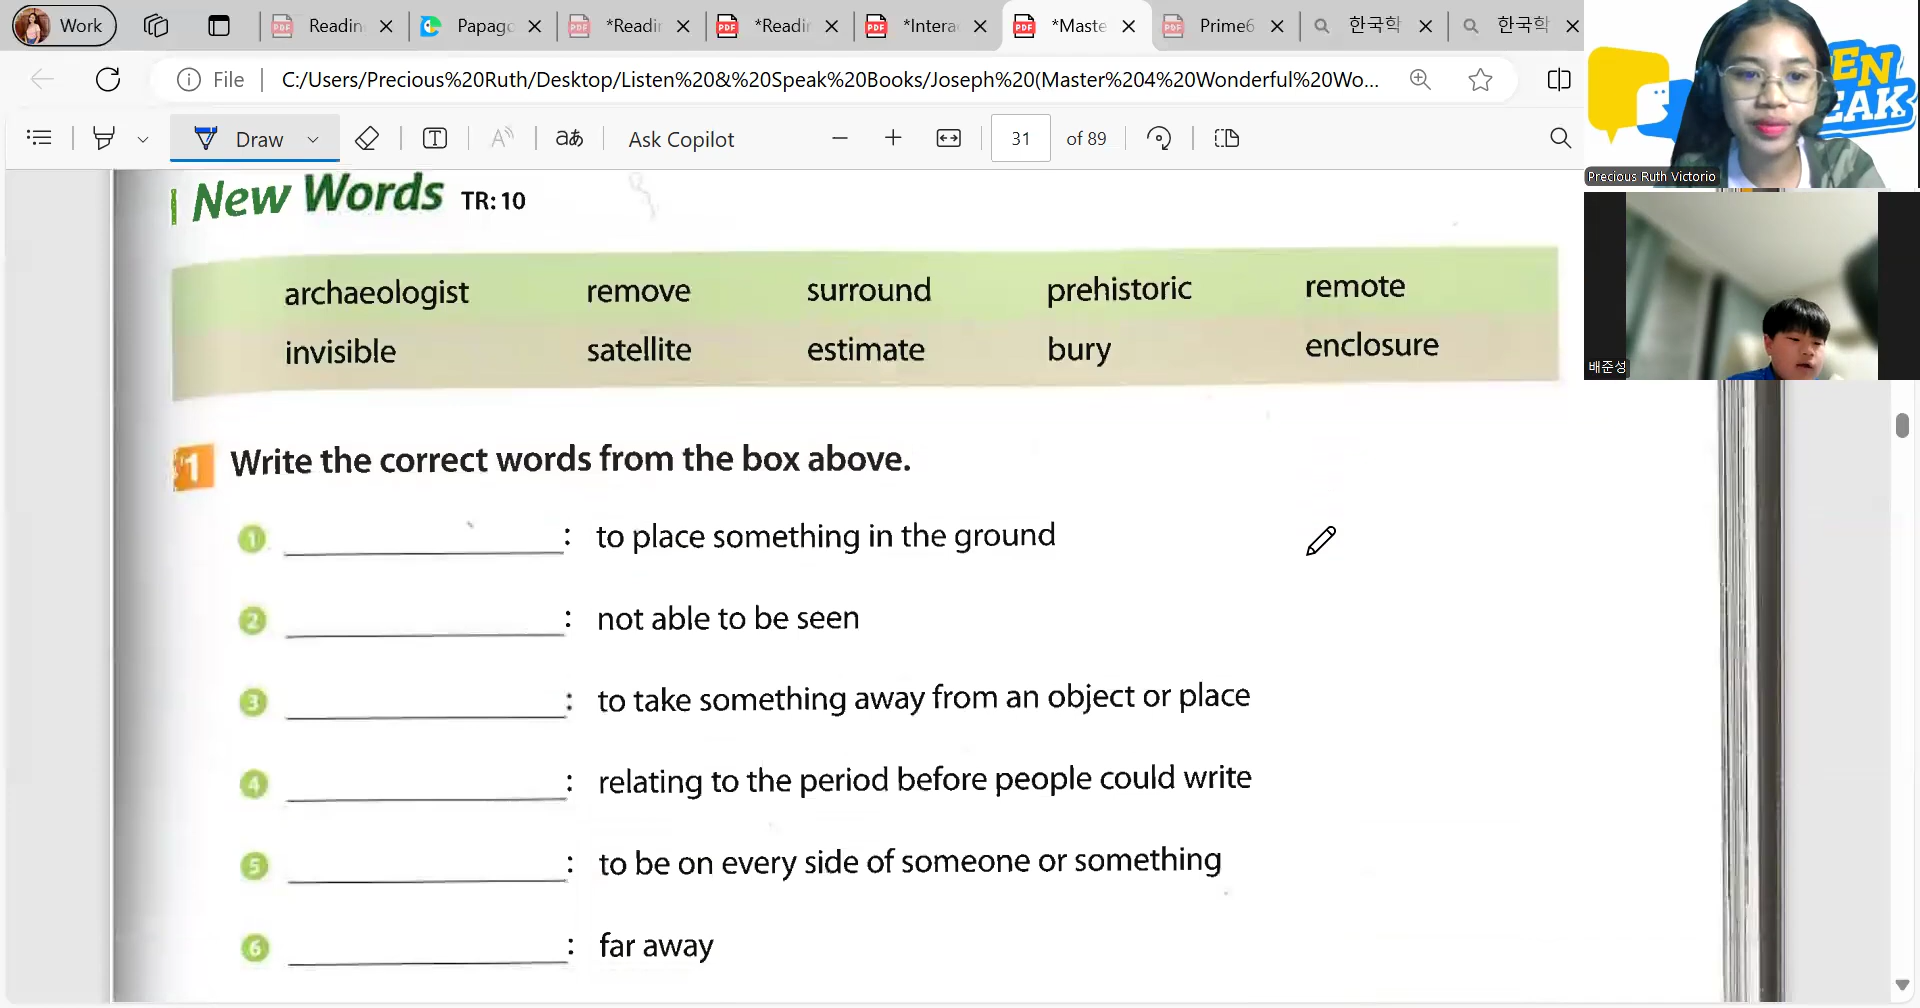 Work
Readin
Papago
*Readin
*Readin
*Intera
*Maste
Prime6
한국학
한국학
File
C:/Users/Precious%20Ruth/Desktop/Listen%20&%20Speak%20Books/Joseph%20(Master%204%20Wonderful%20Wo...
Draw
Ask Copilot
31
of 89
EN
EAK
Precious Ruth Victorio
배준성
New Words TR: 10
archaeologist remove surround prehistoric remote
invisible satellite estimate bury enclosure
1 Write the correct words from the box above.
1 : to place something in the ground
2 : not able to be seen
3 : to take something away from an object or place
4 : relating to the period before people could write
5 : to be on every side of someone or something
6 : far away